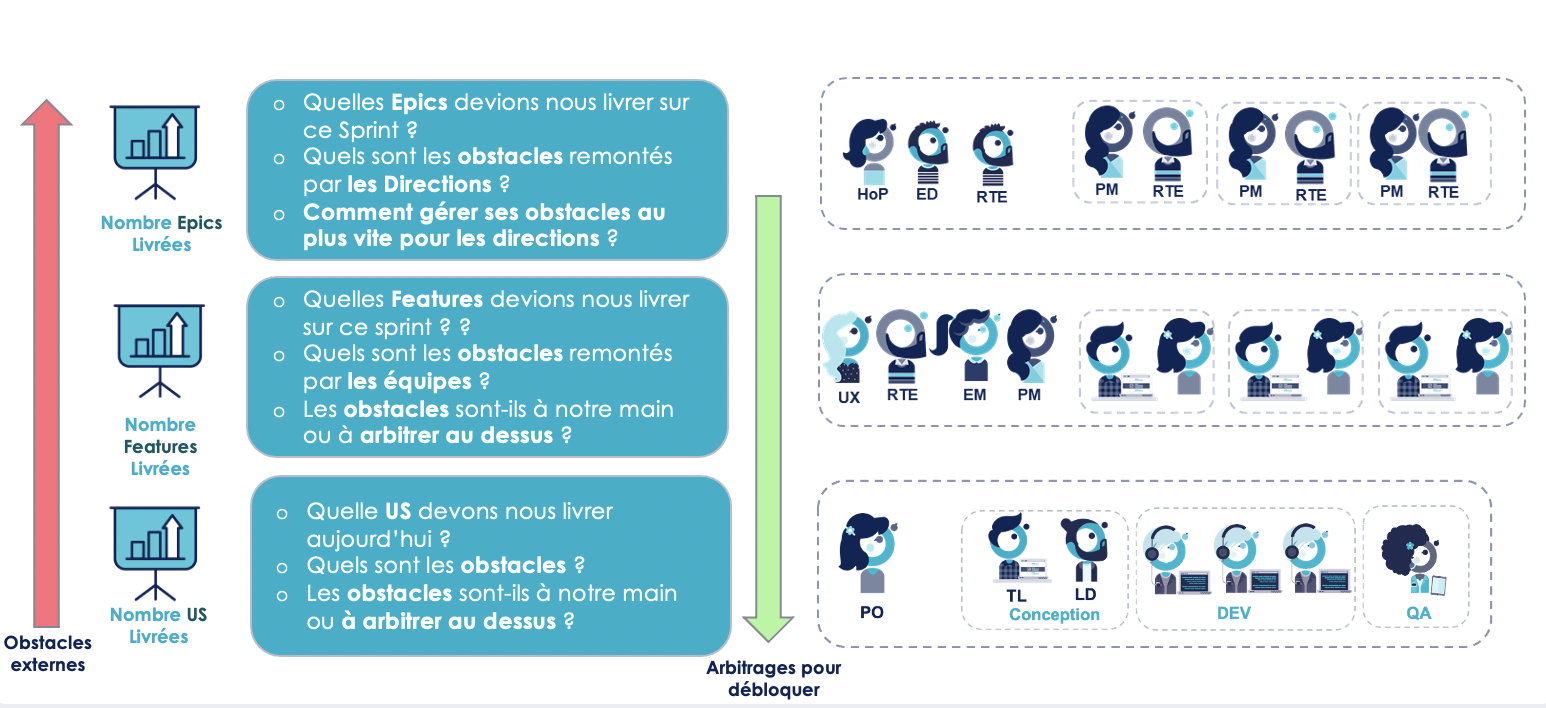 Nombre Epics
Livrées
o Quelles Epics devions nous livrer sur
ce Sprint ?
o Quels sont les obstacles remontés
par les Directions ?
o Comment gérer ses obstacles au
plus vite pour les directions ?
HoP ED RTE PM RTE PM RTE PM RTE
Nombre
Features
Livrées
o Quelles Features devions nous livrer
sur ce sprint ? ?
o Quels sont les obstacles remontés
par les équipes ?
o Les obstacles sont-ils à notre main
ou à arbitrer au dessus ?
UX RTE EM PM
Nombre US
Livrées
o Quelle US devons nous livrer
aujourd'hui ?
o Quels sont les obstacles ?
o Les obstacles sont-ils à notre main
ou à arbitrer au dessus ?
PO TL LD
Conception DEV QA
Obstacles
externes
Arbitrages pour
débloquer